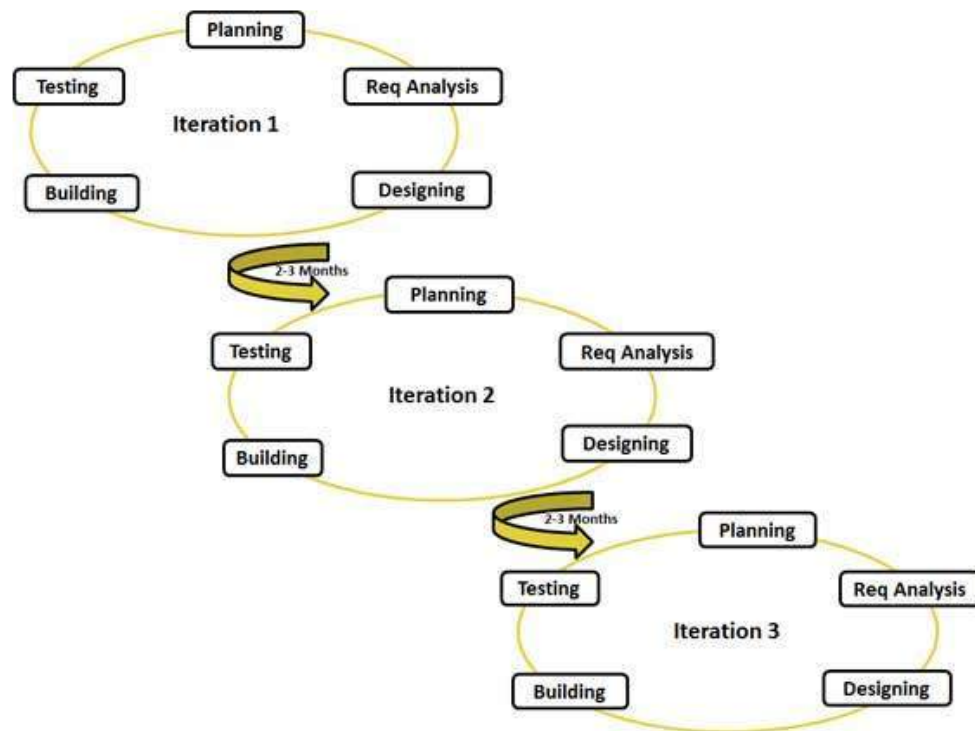 Planning
Testing
Req Analysis
Iteration 1
Building
Designing
2-3 Months
Planning
Testing
Req Analysis
Iteration 2
Building
Designing
2-3 Months
Planning
Testing
Req Analysis
Iteration 3
Building
Designing